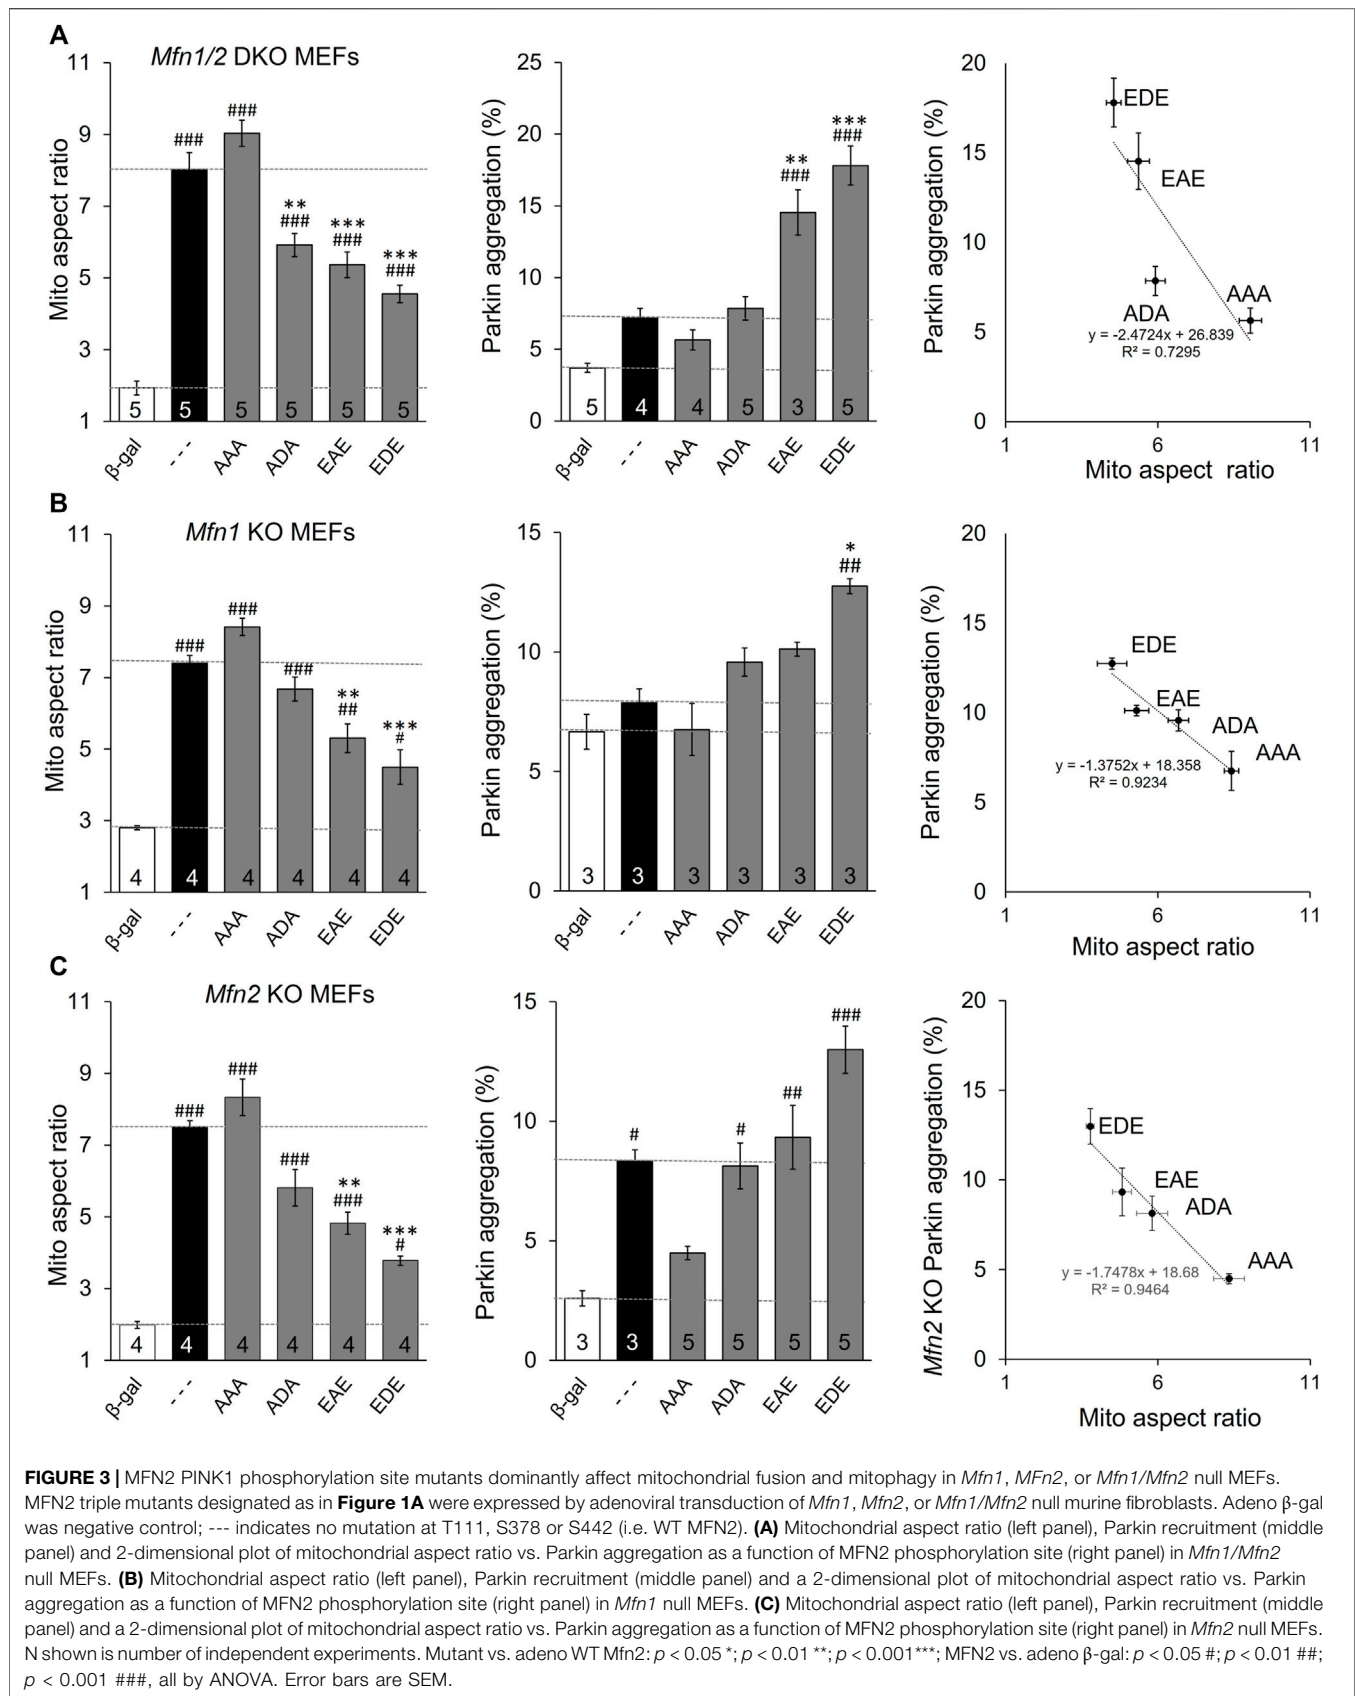 A
Mfn1/2 DKO MEFs
Mito aspect ratio
11
9
7
5
3
1
###
###
**
###
***
###
***
###
5
5
5
5
5
5
β-gal
- - -
AAA
ADA
EAE
EDE
Parkin aggregation (%)
25
20
15
10
5
0
**
###
***
###
5
4
4
5
3
5
β-gal
- - -
AAA
ADA
EAE
EDE
Parkin aggregation (%)
20
15
10
5
0
EDE
EAE
ADA
AAA
y = -2.4724x + 26.839
R² = 0.7295
1
6
11
Mito aspect ratio
B
Mfn1 KO MEFs
Mito aspect ratio
11
9
7
5
3
1
###
###
###
**
##
***
#
4
4
4
4
4
4
β-gal
- - -
AAA
ADA
EAE
EDE
Parkin aggregation (%)
15
10
5
0
*
##
3
3
3
3
3
3
β-gal
- - -
AAA
ADA
EAE
EDE
Parkin aggregation (%)
20
15
10
5
0
EDE
EAE
ADA
AAA
y = -1.3752x + 18.358
R² = 0.9234
1
6
11
Mito aspect ratio
C
Mfn2 KO MEFs
Mito aspect ratio
11
9
7
5
3
1
###
###
###
**
###
***
#
4
4
4
4
4
4
β-gal
- - -
AAA
ADA
EAE
EDE
Parkin aggregation (%)
15
10
5
0
#
#
##
###
3
3
5
5
5
5
β-gal
- - -
AAA
ADA
EAE
EDE
Mfn2 KO Parkin aggregation (%)
20
15
10
5
0
EDE
EAE
ADA
AAA
y = -1.7478x + 18.68
R² = 0.9464
1
6
11
Mito aspect ratio
FIGURE 3 | MFN2 PINK1 phosphorylation site mutants dominantly affect mitochondrial fusion and mitophagy in Mfn1, MFn2, or Mfn1/Mfn2 null MEFs.
MFN2 triple mutants designated as in Figure 1A were expressed by adenoviral transduction of Mfn1, Mfn2, or Mfn1/Mfn2 null murine fibroblasts. Adeno β-gal
was negative control; --- indicates no mutation at T111, S378 or S442 (i.e. WT MFN2). (A) Mitochondrial aspect ratio (left panel), Parkin recruitment (middle
panel) and 2-dimensional plot of mitochondrial aspect ratio vs. Parkin aggregation as a function of MFN2 phosphorylation site (right panel) in Mfn1/Mfn2
null MEFs. (B) Mitochondrial aspect ratio (left panel), Parkin recruitment (middle panel) and a 2-dimensional plot of mitochondrial aspect ratio vs. Parkin
aggregation as a function of MFN2 phosphorylation site (right panel) in Mfn1 null MEFs. (C) Mitochondrial aspect ratio (left panel), Parkin recruitment (middle
panel) and a 2-dimensional plot of mitochondrial aspect ratio vs. Parkin aggregation as a function of MFN2 phosphorylation site (right panel) in Mfn2 null MEFs.
N shown is number of independent experiments. Mutant vs. adeno WT Mfn2: p < 0.05 *; p < 0.01 **; p < 0.001***; MFN2 vs. adeno β-gal: p < 0.05 #; p < 0.01 ##;
p < 0.001 ###, all by ANOVA. Error bars are SEM.